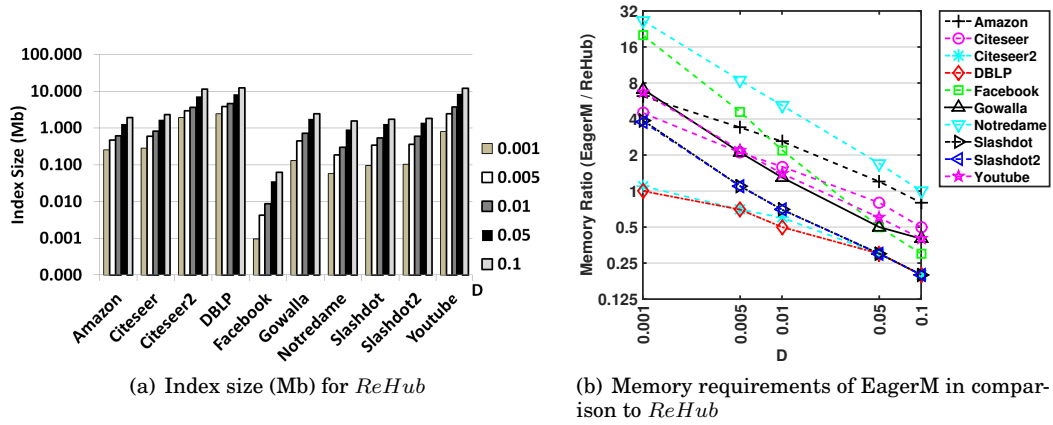 100.000
10.000
1.000
0.100
0.010
0.001
0.000
Index Size (Mb)
Amazon
Citeseer
Citeseer2
DBLP
Facebook
Gowalla
Notredame
Slashdot
Slashdot2
Youtube
D
0.001
0.005
0.01
0.05
0.1
(a) Index size (Mb) for ReHub
32
16
8
4
2
1
0.5
0.25
0.125
Memory Ratio (EagerM / ReHub)
0.001
0.005
0.01
0.05
0.1
D
Amazon
Citeseer
Citeseer2
DBLP
Facebook
Gowalla
Notredame
Slashdot
Slashdot2
Youtube
(b) Memory requirements of EagerM in compar-
ison to ReHub